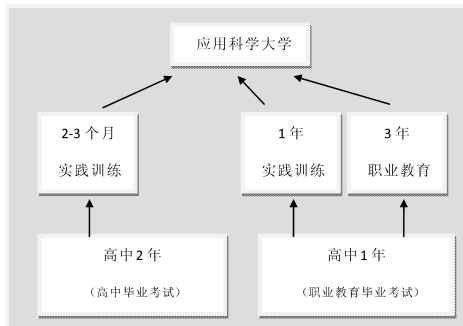 应用科学大学
2-3 个月
实践训练
1 年
实践训练
3 年
职业教育
高中 2 年
（高中毕业考试）
高中 1 年
（职业教育毕业考试）